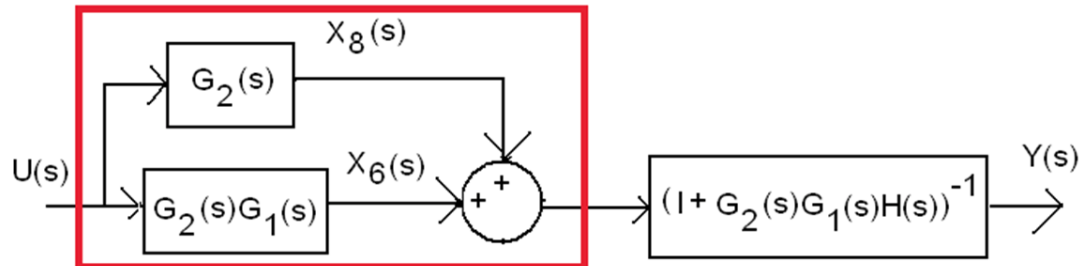 X₈(s)
G₂(s)
U(s)
X₆(s)
G₂(s)G₁(s)
+
+
(I+ G₂(s)G₁(s)H(s))⁻¹
Y(s)